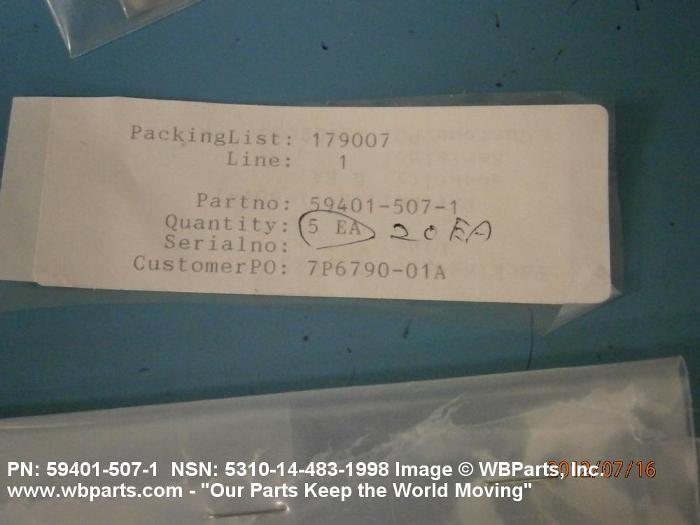 PackingList: 179007
Line: 1
Partno: 59401-507-1
Quantity: 5 EA 20 EA
Serialno:
CustomerPO: 7P6790-01A
PN: 59401-507-1 NSN: 5310-14-483-1998 Image © WBParts, Inc.
2012/07/16
www.wbparts.com - "Our Parts Keep the World Moving"